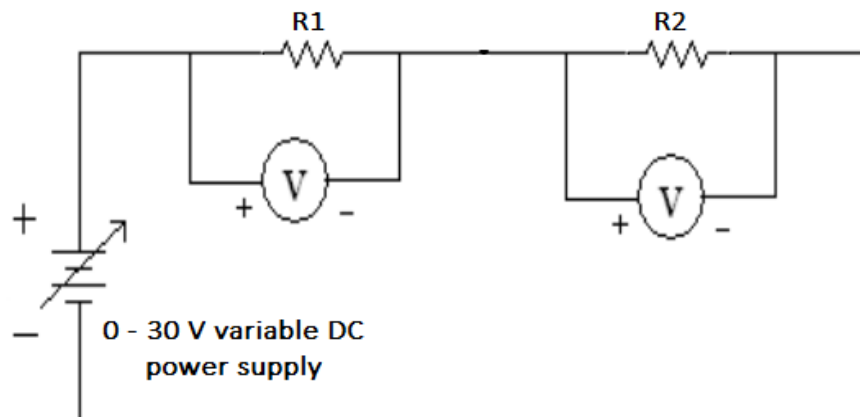 R1
R2
V
+ -
V
+ -
+
−
0 - 30 V variable DC
power supply